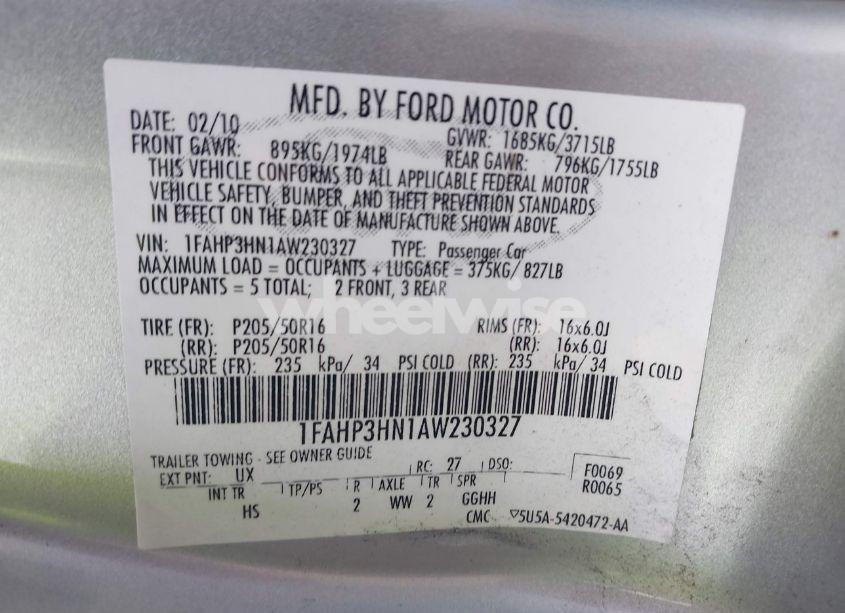 MFD. BY FORD MOTOR CO.
DATE: 02/10 GVWR: 1685KG/3715LB
FRONT GAWR: 895KG/1974LB REAR GAWR: 796KG/1755LB
THIS VEHICLE CONFORMS TO ALL APPLICABLE FEDERAL MOTOR
VEHICLE SAFETY, BUMPER, AND THEFT PREVENTION STANDARDS
IN EFFECT ON THE DATE OF MANUFACTURE SHOWN ABOVE.
VIN: 1FAHP3HN1AW230327 TYPE: Passenger Car
MAXIMUM LOAD = OCCUPANTS + LUGGAGE = 375KG/ 827LB
OCCUPANTS = 5 TOTAL; 2 FRONT, 3 REAR
wheelwise
TIRE (FR): P205/50R16 RIMS (FR): 16x6.0J
(RR): P205/50R16 (RR): 16x6.0J
PRESSURE (FR): 235 kPa/ 34 PSI COLD (RR): 235 kPa/ 34 PSI COLD
1FAHP3HN1AW230327
TRAILER TOWING - SEE OWNER GUIDE
EXT PNT: UX RC: 27 DSO: F0069
INT TR TP/PS R AXLE TR SPR R0065
HS 2 WW 2 GGHH
CMC ▽5U5A-5420472-AA